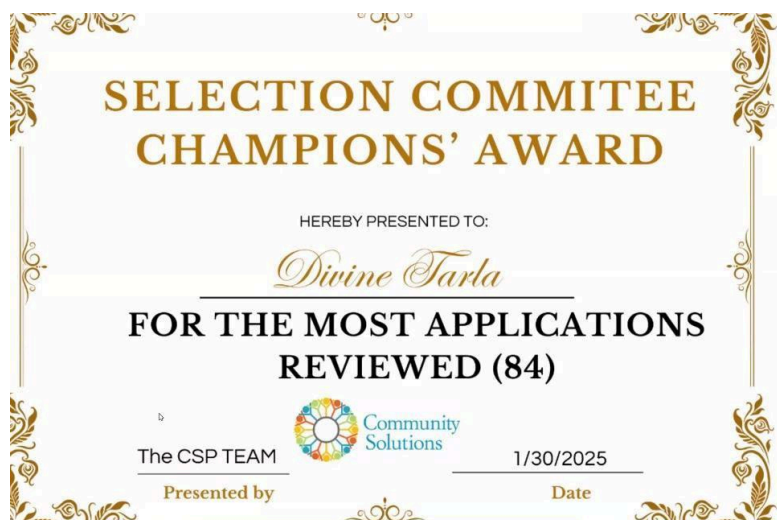 SELECTION COMMITEE
CHAMPIONS’ AWARD
HEREBY PRESENTED TO:
Divine Tarla
FOR THE MOST APPLICATIONS
REVIEWED (84)
Community
Solutions
The CSP TEAM
1/30/2025
Presented by
Date